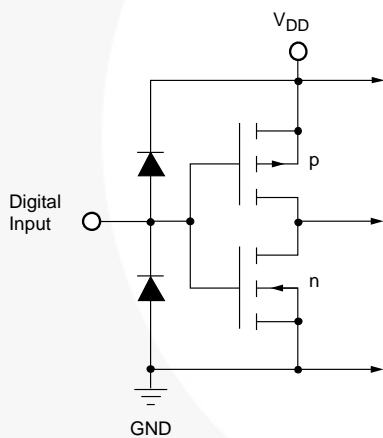 V_DD
p
Digital
Input
n
GND